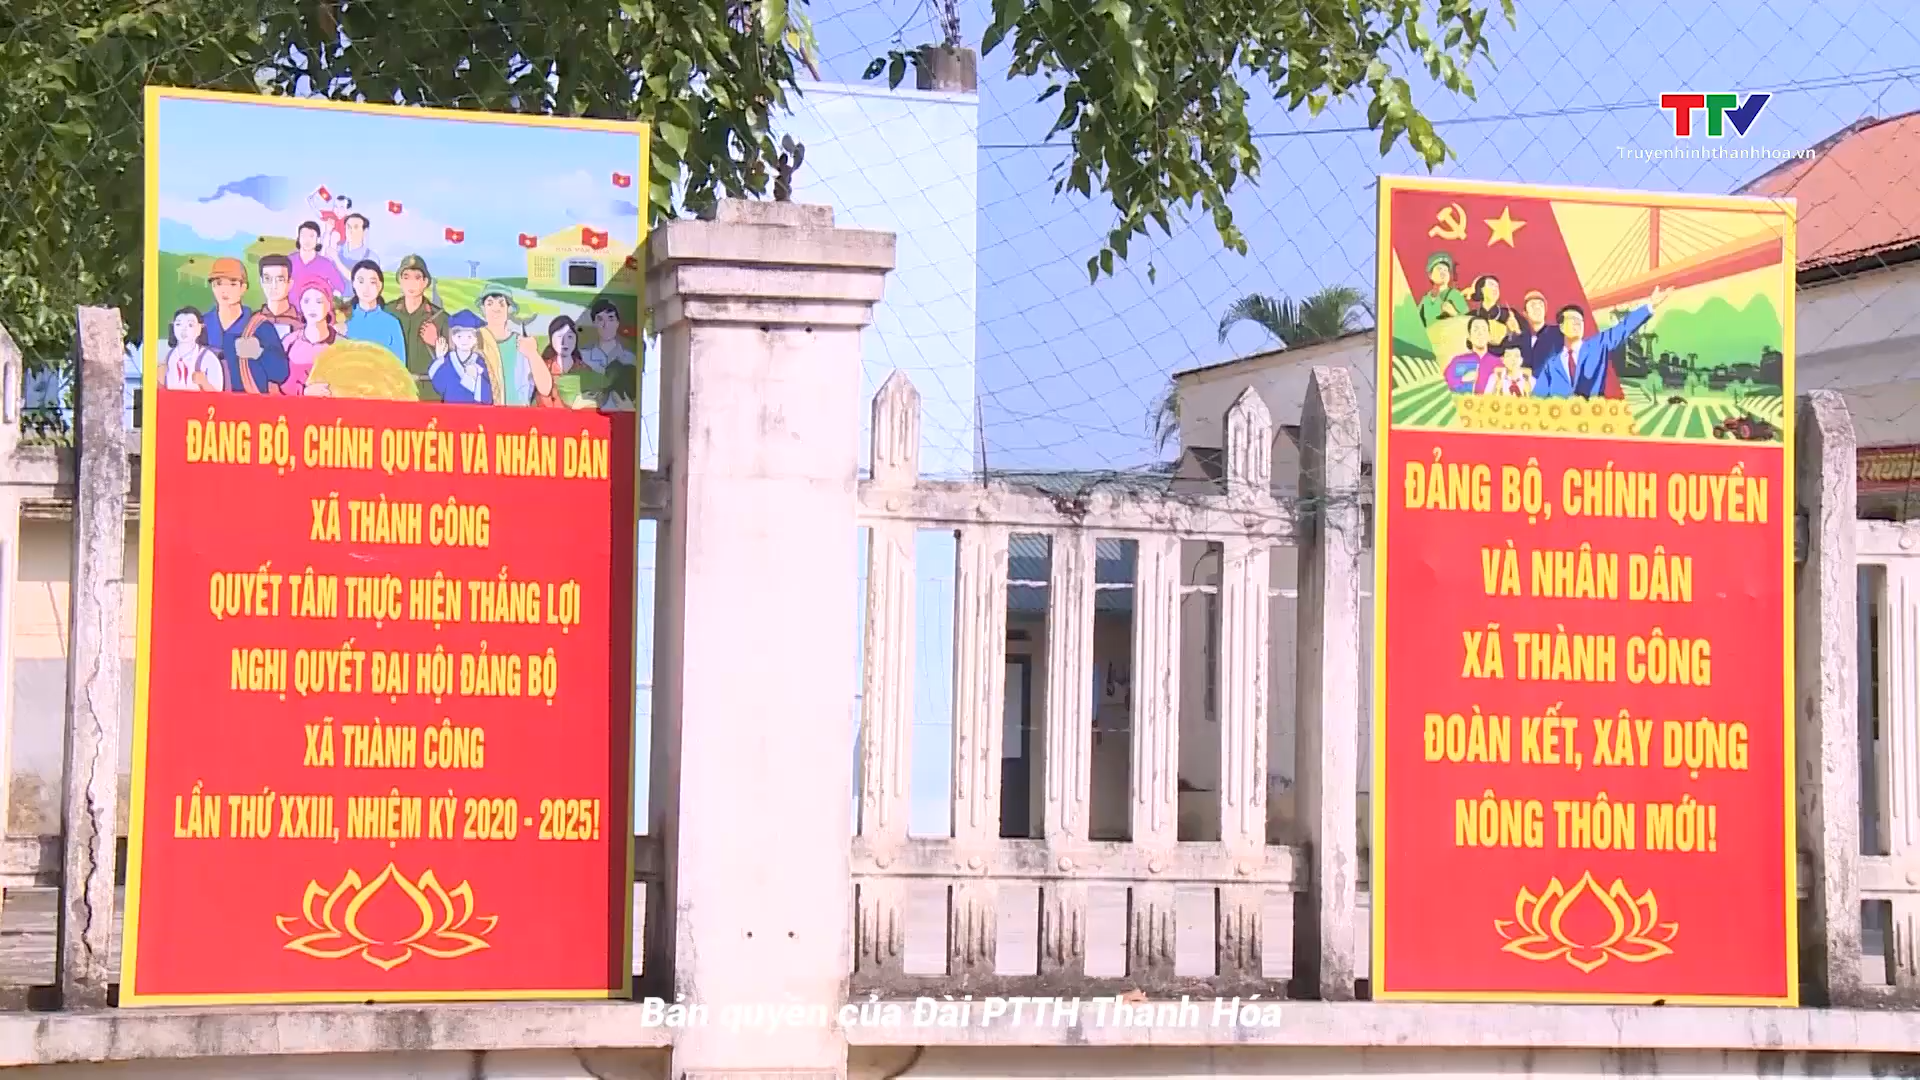 TTV
Truyenhinhthanhhoa.vn
ĐẢNG BỘ, CHÍNH QUYỀN VÀ NHÂN DÂN
XÃ THÀNH CÔNG
QUYẾT TÂM THỰC HIỆN THẮNG LỢI
NGHỊ QUYẾT ĐẠI HỘI ĐẢNG BỘ
XÃ THÀNH CÔNG
LẦN THỨ XXIII, NHIỆM KỲ 2020 - 2025!
ĐẢNG BỘ, CHÍNH QUYỀN
VÀ NHÂN DÂN
XÃ THÀNH CÔNG
ĐOÀN KẾT, XÂY DỰNG
NÔNG THÔN MỚI!
Bản quyền của Đài PTTH Thanh Hóa